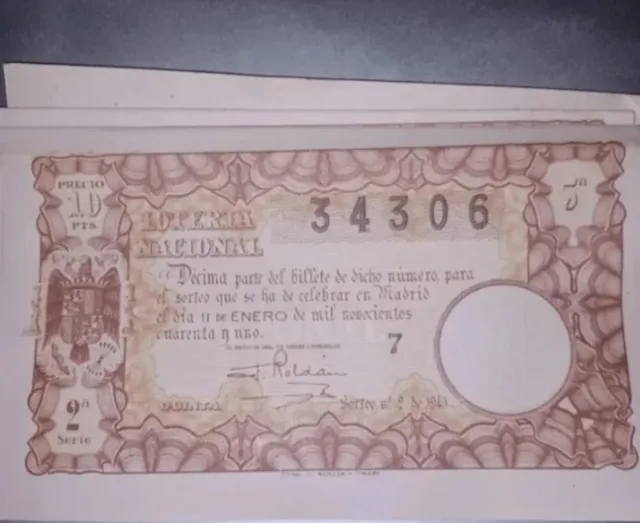 PRECIO
10
PTS.
LOTERIA
NACIONAL
34306
5ª
Decima parte del billete de dicho número, para
el sorteo que se ha de celebrar en Madrid
el día 11 DE ENERO de mil novecientos
cuarenta y uno.
7
J. Roldán
2ª
Serie
Sorteo nº 2 de 1941